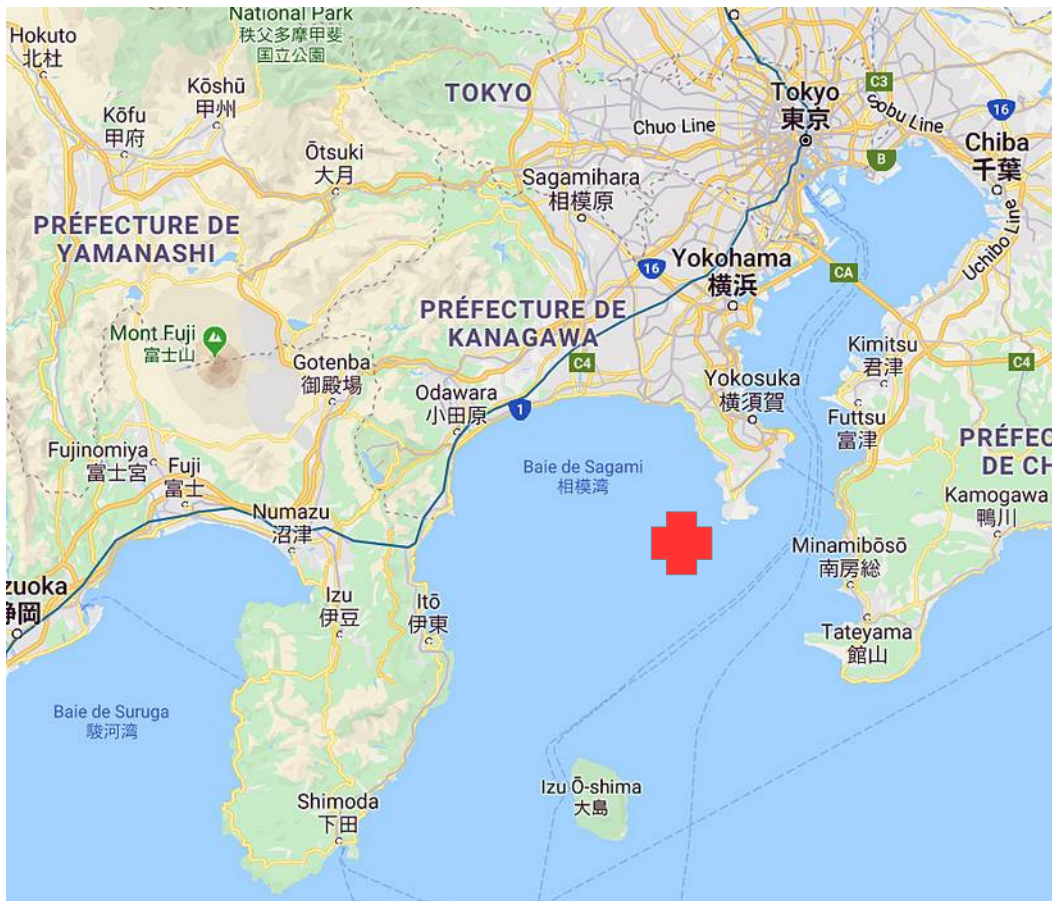 National Park
秩父多摩甲斐
国立公園
Hokuto
北杜
Kōshū
甲州
Kōfu
甲府
Ōtsuki
大月
TOKYO
Tokyo
東京
C3
Sobu Line
16
Chuo Line
B
Chiba
千葉
Sagamihara
相模原
PRÉFECTURE DE
YAMANASHI
Uchibo Line
16
Yokohama
横浜
CA
PRÉFECTURE DE
KANAGAWA
Mont Fuji
富士山
Gotenba
御殿場
C4
Kimitsu
君津
C4
Odawara
小田原
1
Yokosuka
横須賀
Futtsu
富津
Fujinomiya
富士宮
Fuji
富士
PRÉFEC
DE CH
Baie de Sagami
相模湾
Kamogawa
鴨川
Numazu
沼津
Minamibōsō
南房総
zuoka
静岡
Izu
伊豆
Itō
伊東
Tateyama
館山
Baie de Suruga
駿河湾
Izu Ō-shima
大島
Shimoda
下田